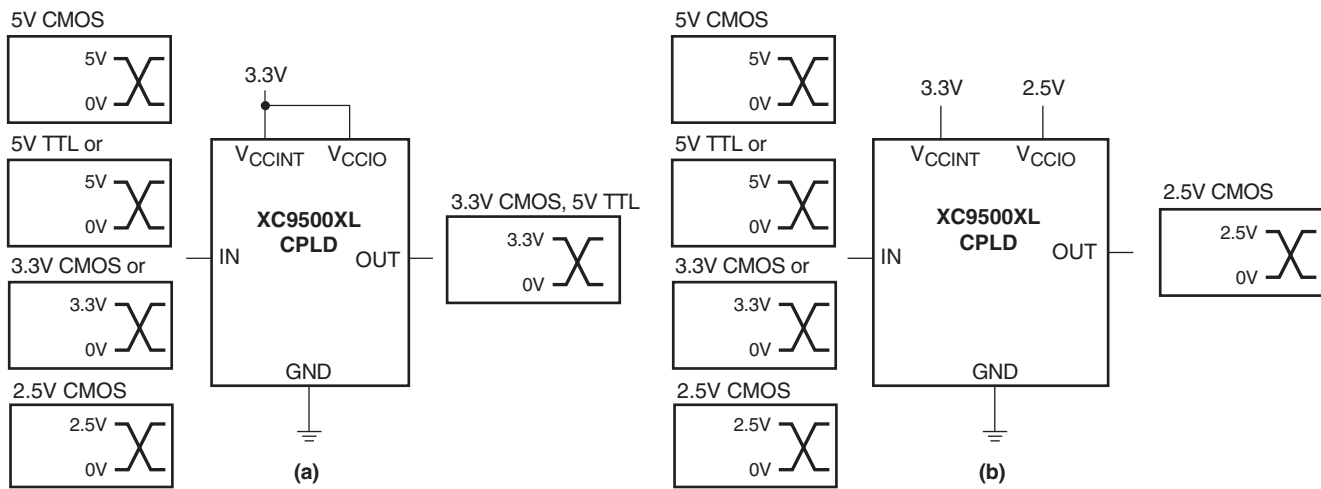 5V CMOS
5V
0V
5V TTL or
5V
0V
3.3V CMOS or
3.3V
0V
2.5V CMOS
2.5V
0V
3.3V
VCCINT VCCIO
XC9500XL
CPLD
IN
OUT
GND
(a)
3.3V CMOS, 5V TTL
3.3V
0V
5V CMOS
5V
0V
5V TTL or
5V
0V
3.3V CMOS or
3.3V
0V
2.5V CMOS
2.5V
0V
3.3V 2.5V
VCCINT VCCIO
XC9500XL
CPLD
IN
OUT
GND
(b)
2.5V CMOS
2.5V
0V